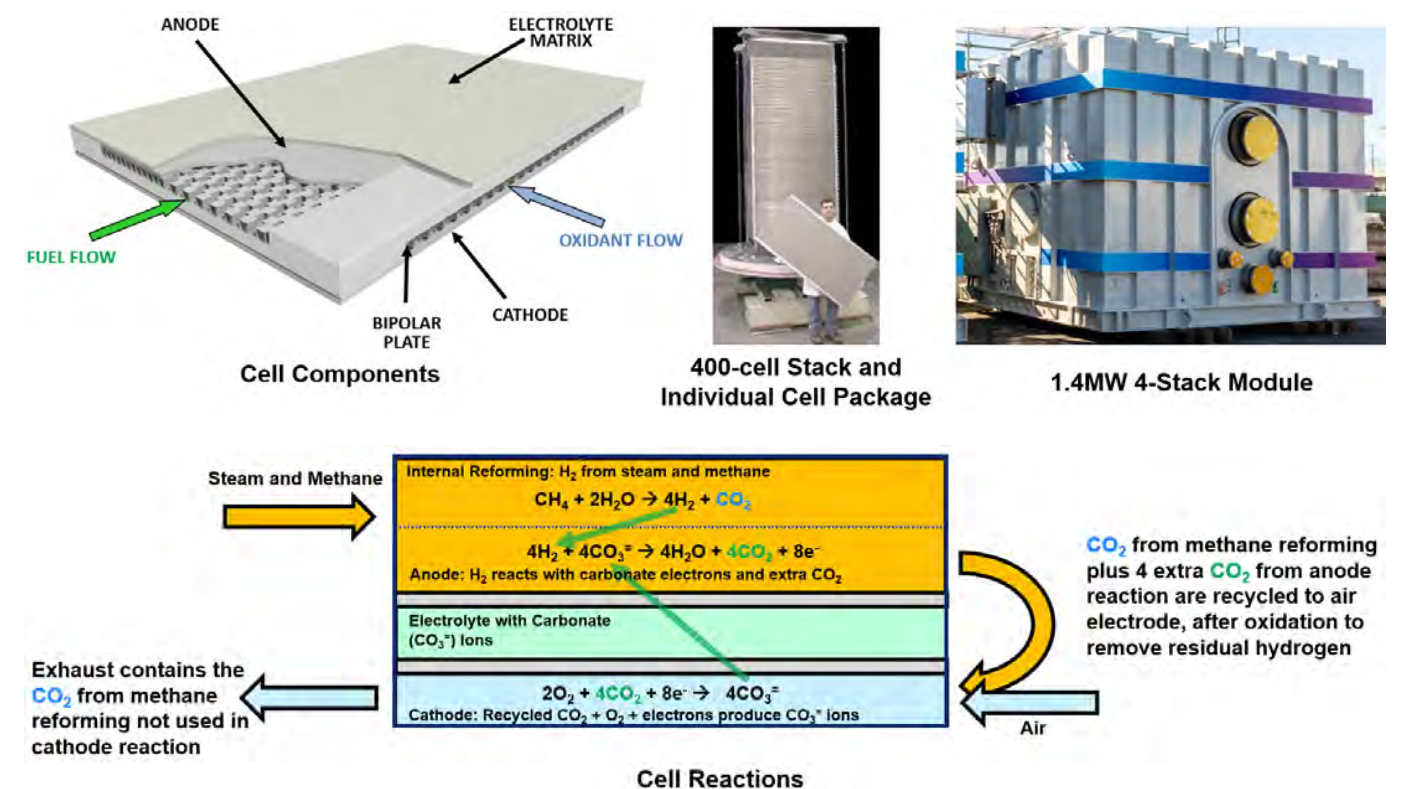 ANODE
ELECTROLYTE
MATRIX
FUEL FLOW
OXIDANT FLOW
BIPOLAR
PLATE
CATHODE
Cell Components
400-cell Stack and
Individual Cell Package
1.4MW 4-Stack Module
Steam and Methane
Internal Reforming: H₂ from steam and methane
CH₄ + 2H₂O → 4H₂ + CO₂
4H₂ + 4CO₃⁼ → 4H₂O + 4CO₂ + 8e⁻
Anode: H₂ reacts with carbonate electrons and extra CO₂
Electrolyte with Carbonate
(CO₃⁼) Ions
2O₂ + 4CO₂ + 8e⁻ → 4CO₃⁼
Cathode: Recycled CO₂ + O₂ + electrons produce CO₃⁼ ions
CO₂ from methane reforming
plus 4 extra CO₂ from anode
reaction are recycled to air
electrode, after oxidation to
remove residual hydrogen
Air
Exhaust contains the
CO₂ from methane
reforming not used in
cathode reaction
Cell Reactions